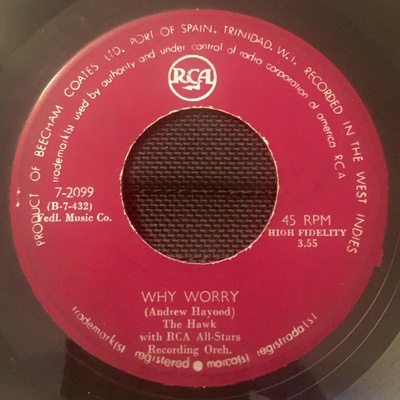 PRODUCT OF BEECHAM COATES LTD. PORT OF SPAIN, TRINIDAD, W.I. RECORDED IN THE WEST INDIES
trademark(s) used by authority and under control of radio corporation of america RCA
RCA
7-2099
(B-7-432)
Vedl. Music Co.
45 RPM
HIGH FIDELITY
3.55
WHY WORRY
(Andrew Hayood)
The Hawk
with RCA All-Stars
Recording Orch.
trademark(s) registered • marca(s) registrada(s)